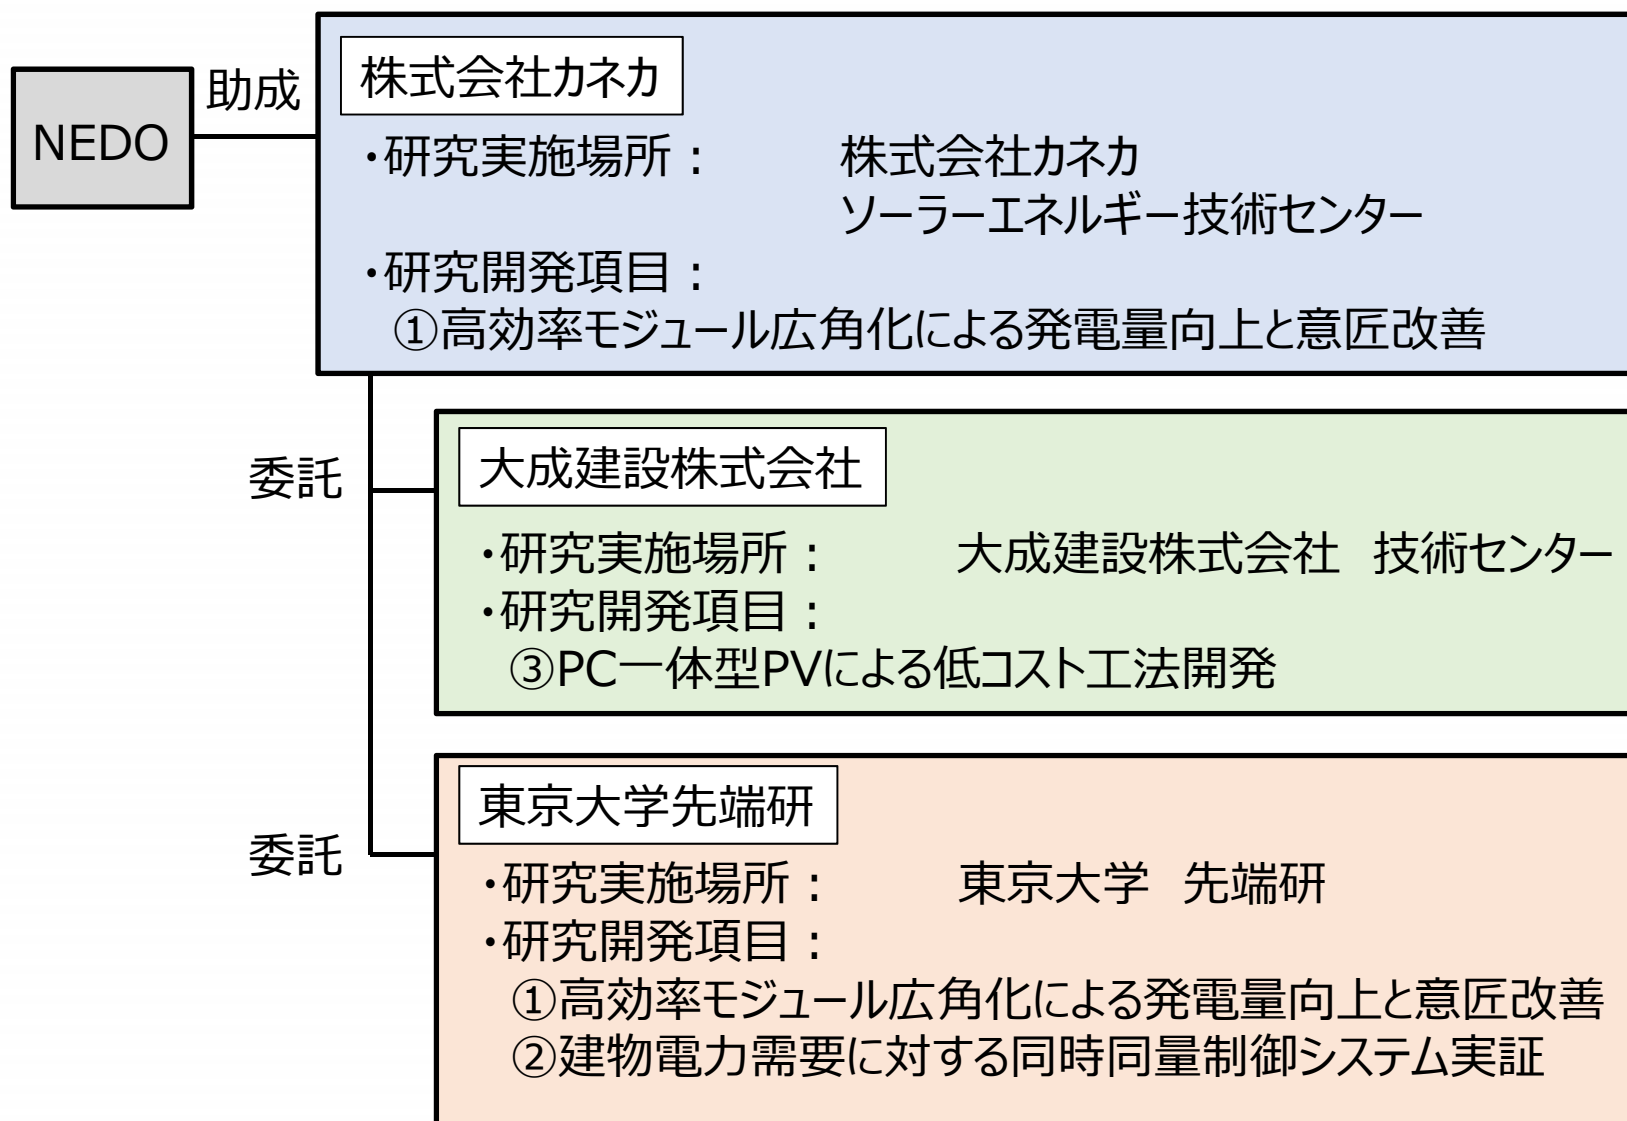 NEDO
助成
株式会社カネカ
・研究実施場所： 株式会社カネカ
ソーラーエネルギー技術センター
・研究開発項目：
①高効率モジュール広角化による発電量向上と意匠改善
委託
大成建設株式会社
・研究実施場所： 大成建設株式会社 技術センター
・研究開発項目：
③PC一体型PVによる低コスト工法開発
委託
東京大学先端研
・研究実施場所： 東京大学 先端研
・研究開発項目：
①高効率モジュール広角化による発電量向上と意匠改善
②建物電力需要に対する同時同量制御システム実証